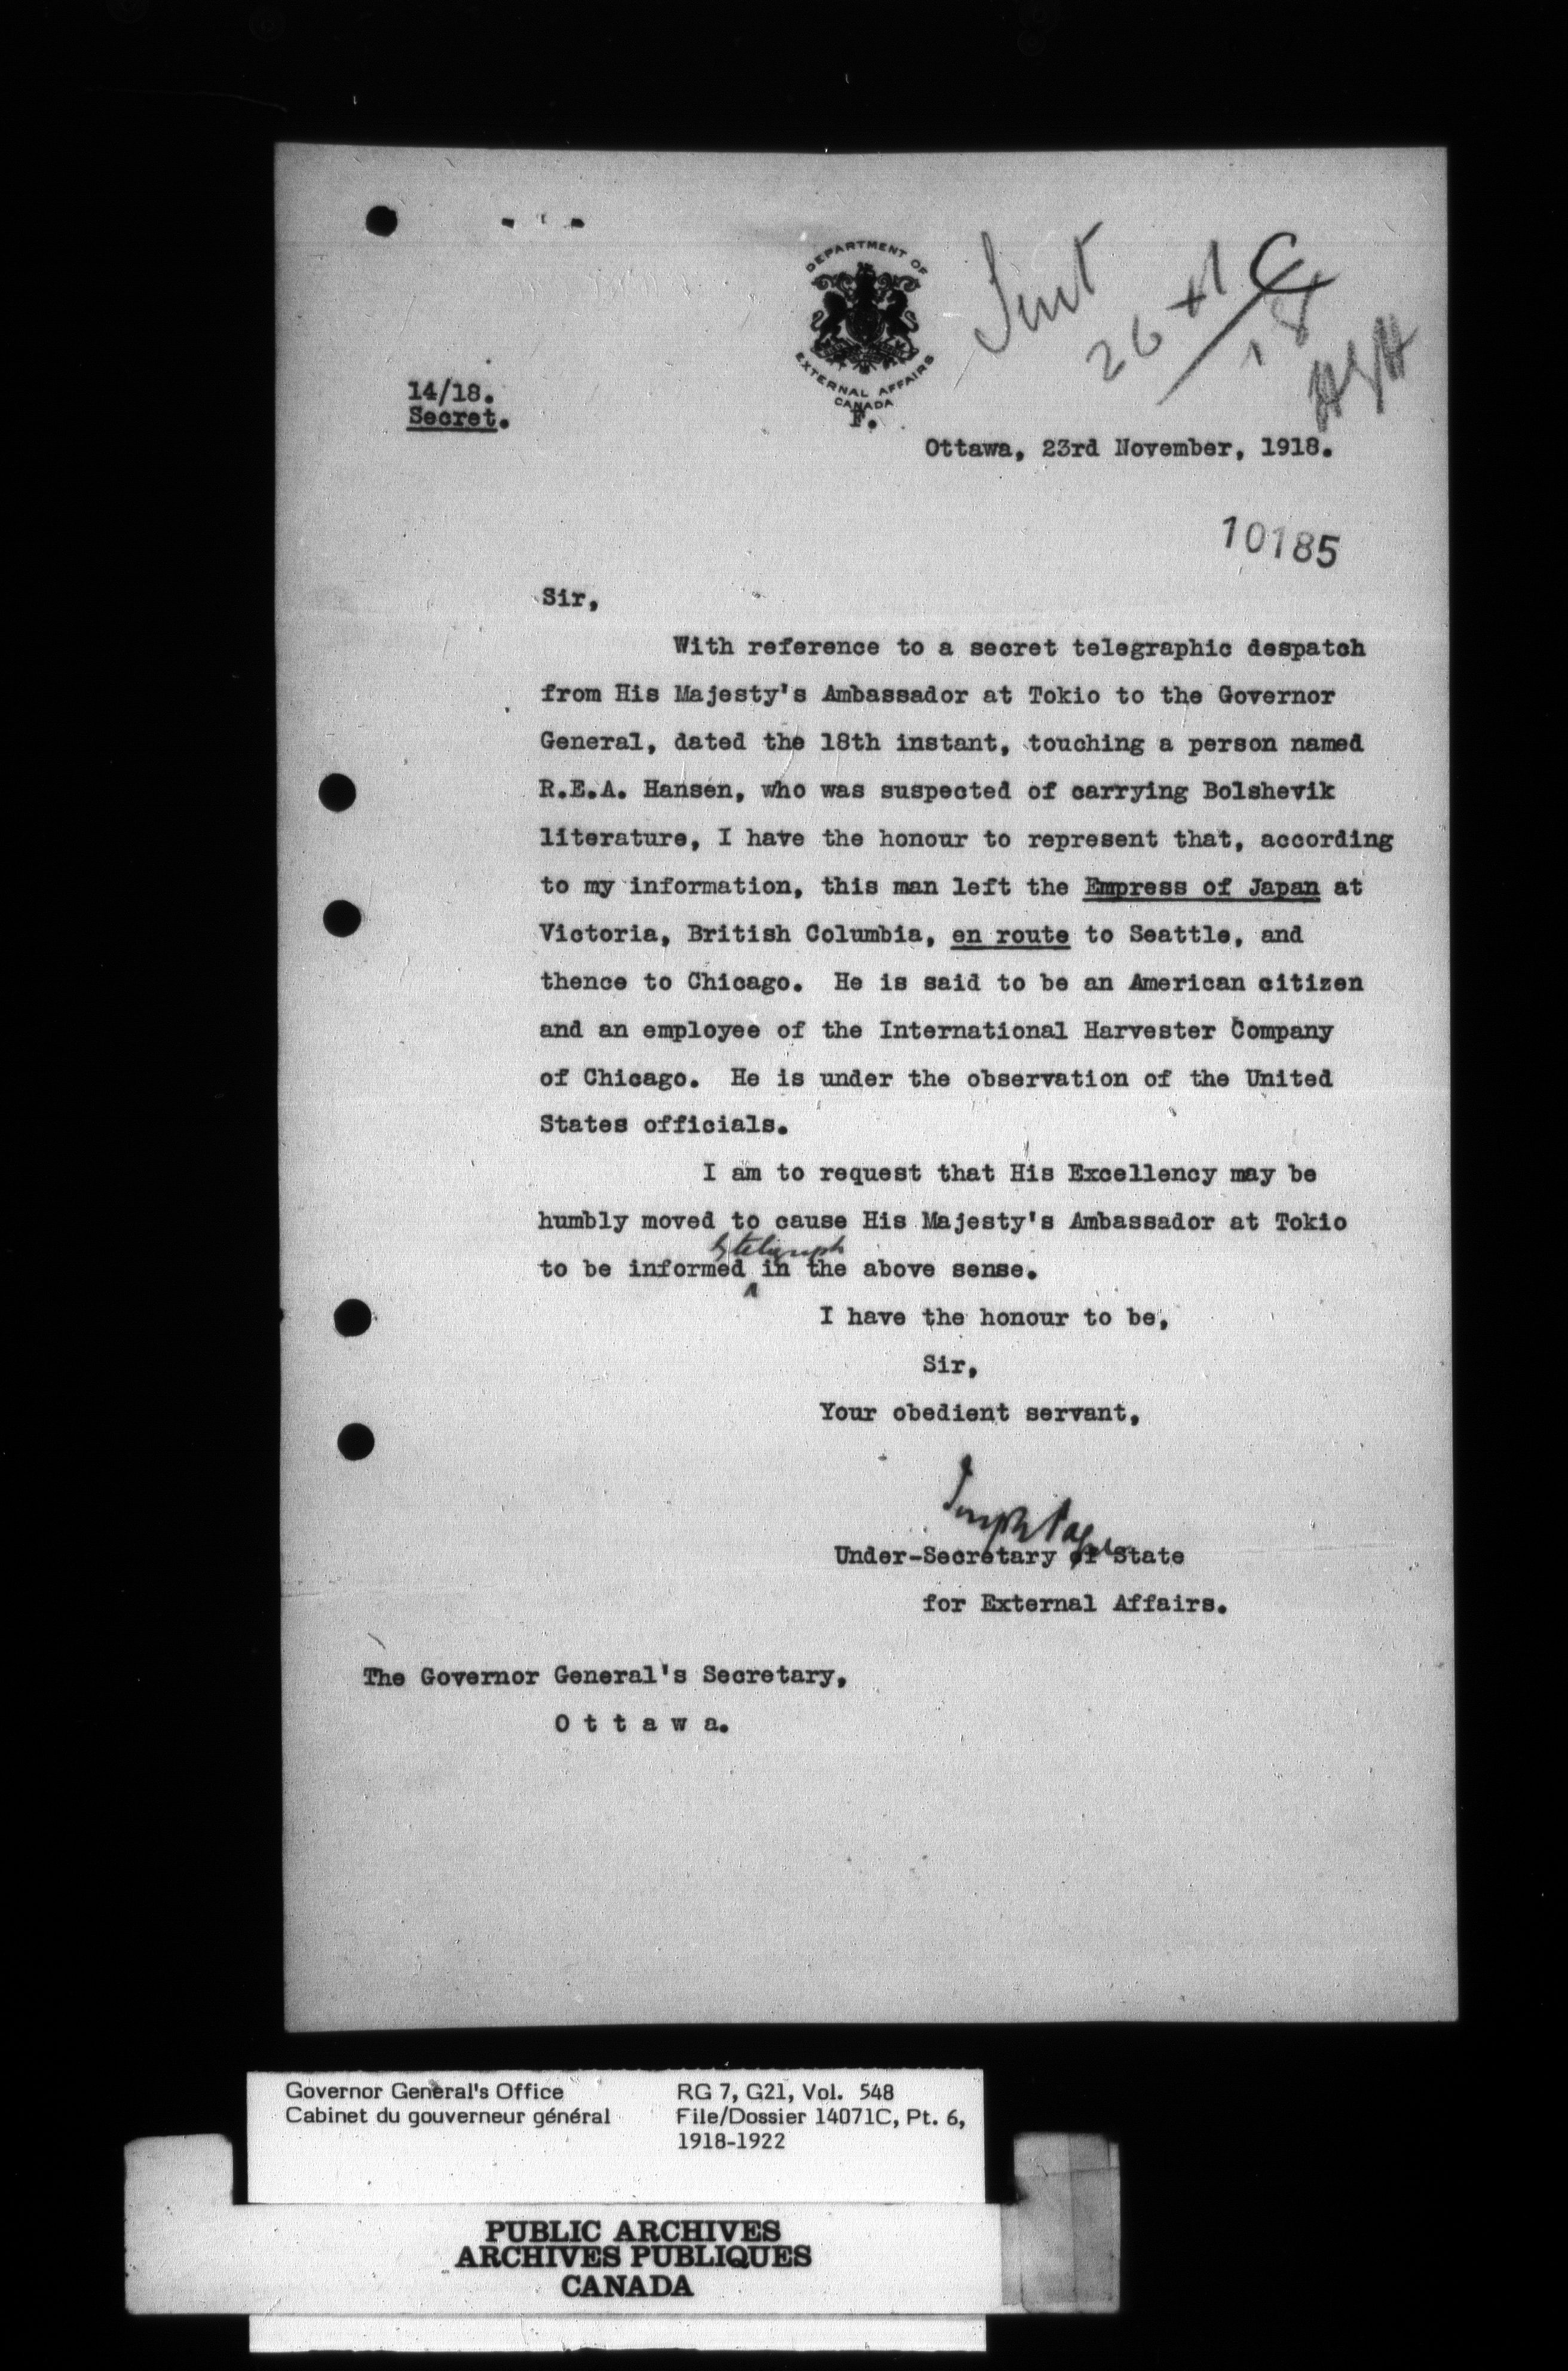 DEPARTMENT OF
EXTERNAL AFFAIRS
CANADA
F.
Sent
26 XI
18
14/18.
Secret.
Ottawa, 23rd November, 1918.
10185
Sir,
With reference to a secret telegraphic despatch
from His Majesty's Ambassador at Tokio to the Governor
General, dated the 18th instant, touching a person named
R.E.A. Hansen, who was suspected of carrying Bolshevik
literature, I have the honour to represent that, according
to my information, this man left the Empress of Japan at
Victoria, British Columbia, en route to Seattle, and
thence to Chicago. He is said to be an American citizen
and an employee of the International Harvester Company
of Chicago. He is under the observation of the United
States officials.
I am to request that His Excellency may be
humbly moved to cause His Majesty's Ambassador at Tokio
by telegraph
to be informed in the above sense.
I have the honour to be,
Sir,
Your obedient servant,
Joseph Pope
Under-Secretary of State
for External Affairs.
The Governor General's Secretary,
O t t a w a.
Governor General's Office
Cabinet du gouverneur général
RG 7, G21, Vol. 548
File/Dossier 14071C, Pt. 6,
1918-1922
PUBLIC ARCHIVES
ARCHIVES PUBLIQUES
CANADA